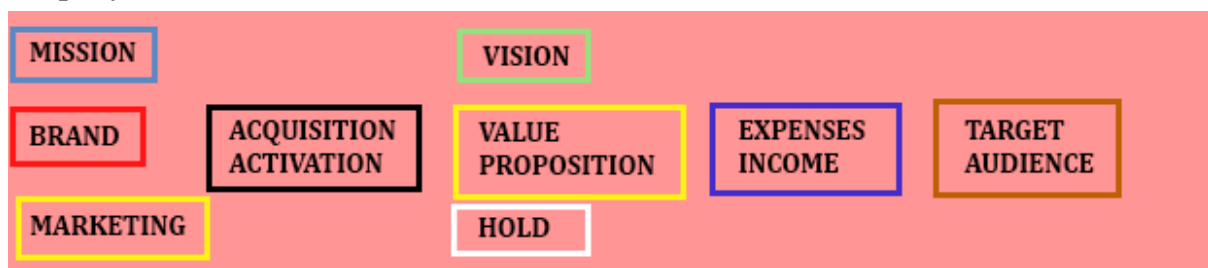 MISSION
VISION
BRAND
ACQUISITION
ACTIVATION
VALUE
PROPOSITION
EXPENSES
INCOME
TARGET
AUDIENCE
MARKETING
HOLD